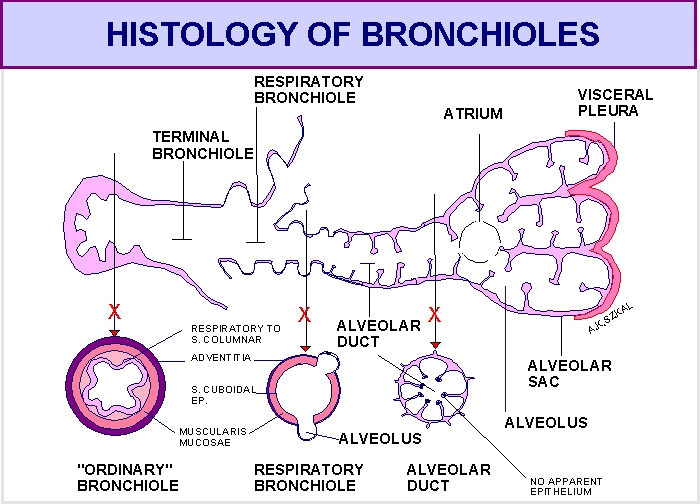 HISTOLOGY OF BRONCHIOLES
RESPIRATORY
BRONCHIOLE
VISCERAL
PLEURA
ATRIUM
TERMINAL
BRONCHIOLE
X
X
X
A.K.SZKAL
RESPIRATORY TO
S. COLUMNAR
ADVENTITIA
S. CUBOIDAL
EP.
MUSCULARIS
MUCOSAE
ALVEOLAR
DUCT
ALVEOLAR
SAC
ALVEOLUS
ALVEOLUS
"ORDINARY"
BRONCHIOLE
RESPIRATORY
BRONCHIOLE
ALVEOLAR
DUCT
NO APPARENT
EPITHELIUM